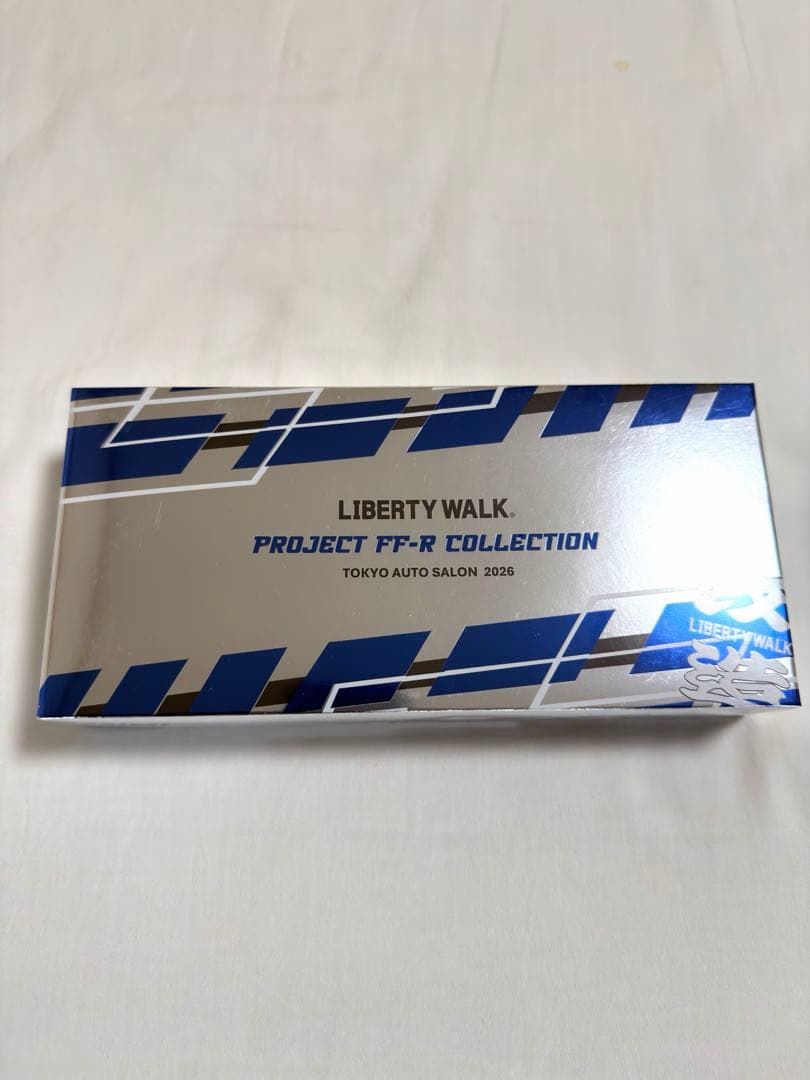 LIBERTY WALK®
PROJECT FF-R COLLECTION
TOKYO AUTO SALON 2026
LIBERTY WALK